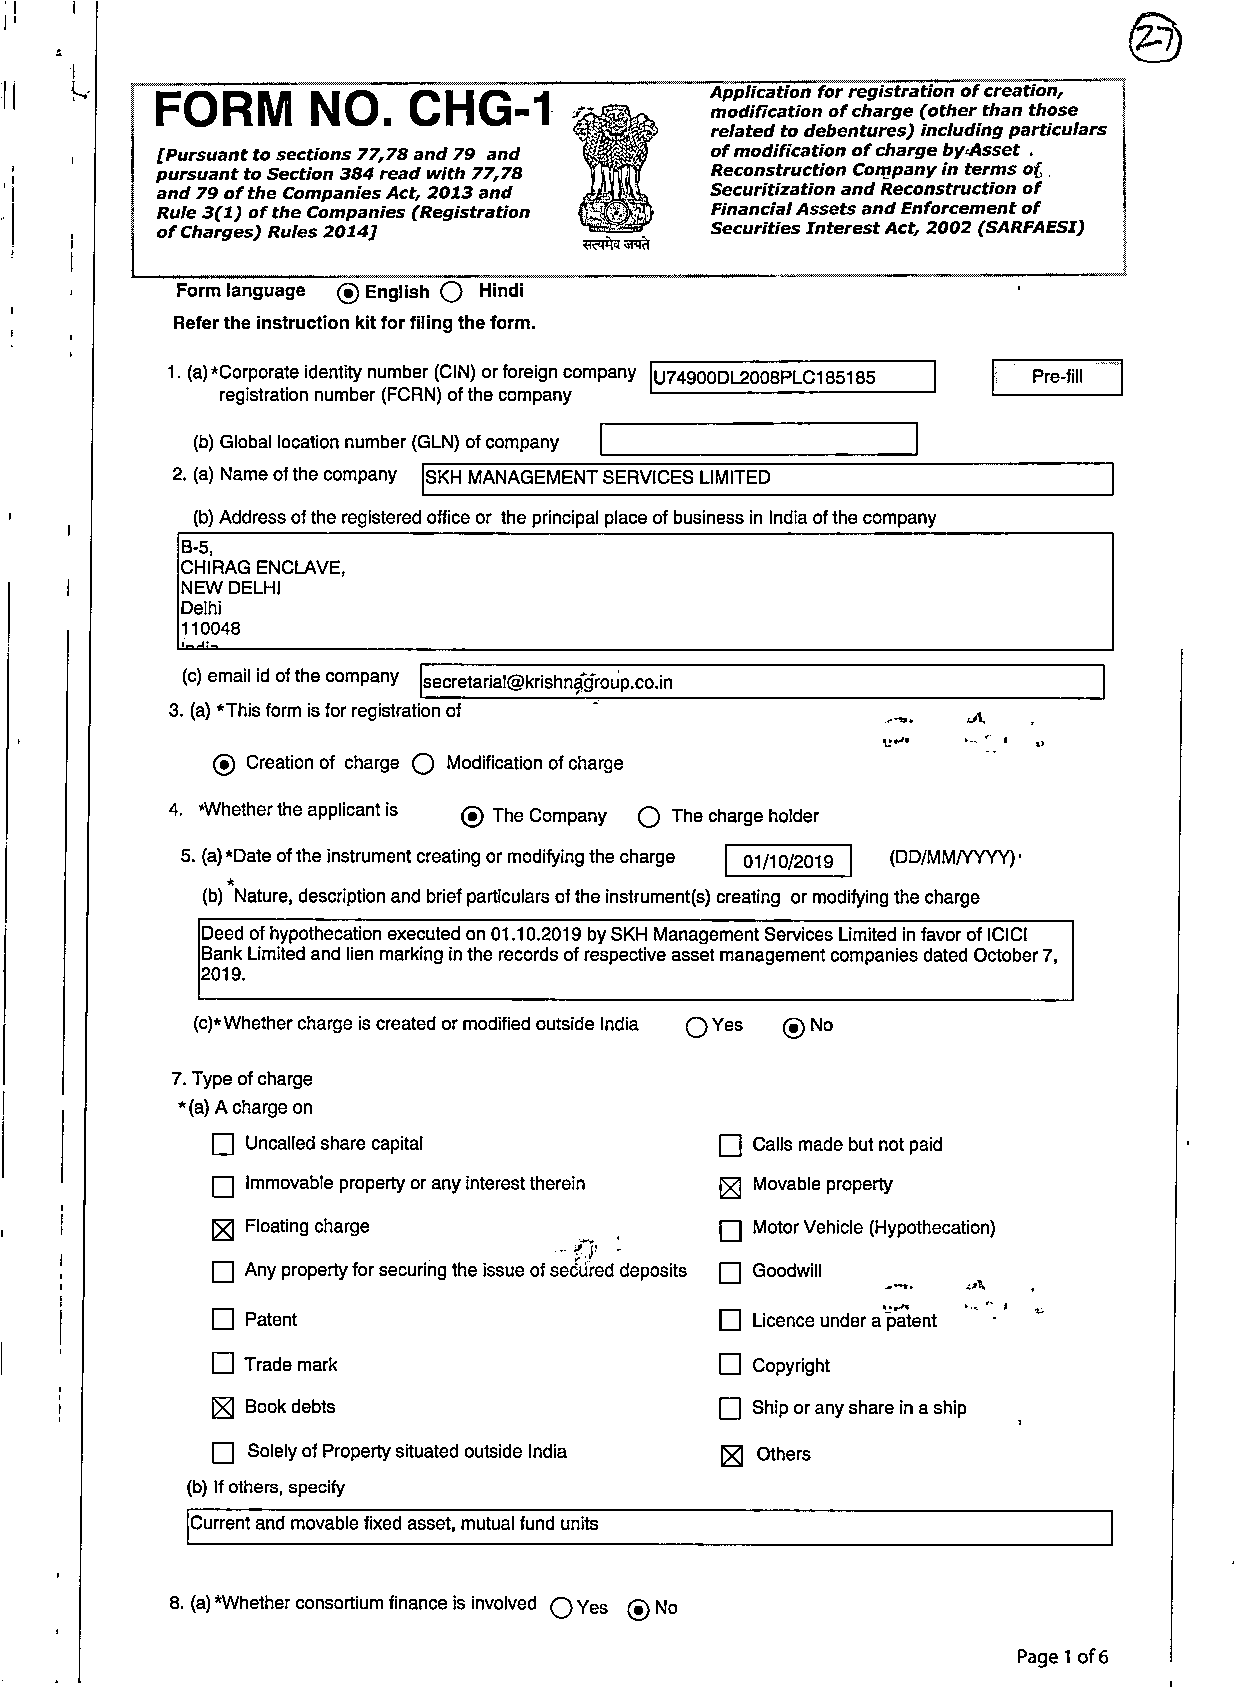 27
FORM NO. CHG-1
[Pursuant to sections 77,78 and 79 and
pursuant to Section 384 read with 77,78
and 79 of the Companies Act, 2013 and
Rule 3(1) of the Companies (Registration
of Charges) Rules 2014]
सत्यमेव जयते
Application for registration of creation,
modification of charge (other than those
related to debentures) including particulars
of modification of charge by Asset
Reconstruction Company in terms of
Securitization and Reconstruction of
Financial Assets and Enforcement of
Securities Interest Act, 2002 (SARFAESI)
Form language English Hindi
Refer the instruction kit for filing the form.
1. (a) *Corporate identity number (CIN) or foreign company U74900DL2008PLC185185 Pre-fill
registration number (FCRN) of the company
(b) Global location number (GLN) of company
2. (a) Name of the company SKH MANAGEMENT SERVICES LIMITED
(b) Address of the registered office or the principal place of business in India of the company
B-5,
CHIRAG ENCLAVE,
NEW DELHI
Delhi
110048
(c) email id of the company secretarial@krishnagroup.co.in
3. (a) *This form is for registration of
Creation of charge Modification of charge
4. *Whether the applicant is The Company The charge holder
5. (a) *Date of the instrument creating or modifying the charge 01/10/2019 (DD/MM/YYYY)
(b) *Nature, description and brief particulars of the instrument(s) creating or modifying the charge
Deed of hypothecation executed on 01.10.2019 by SKH Management Services Limited in favor of ICICI
Bank Limited and lien marking in the records of respective asset management companies dated October 7,
2019.
(c)*Whether charge is created or modified outside India Yes No
7. Type of charge
*(a) A charge on
Uncalled share capital Calls made but not paid
Immovable property or any interest therein Movable property
Floating charge Motor Vehicle (Hypothecation)
Any property for securing the issue of secured deposits Goodwill
Patent Licence under a patent
Trade mark Copyright
Book debts Ship or any share in a ship
Solely of Property situated outside India Others
(b) If others, specify
Current and movable fixed asset, mutual fund units
8. (a) *Whether consortium finance is involved Yes No
Page 1 of 6